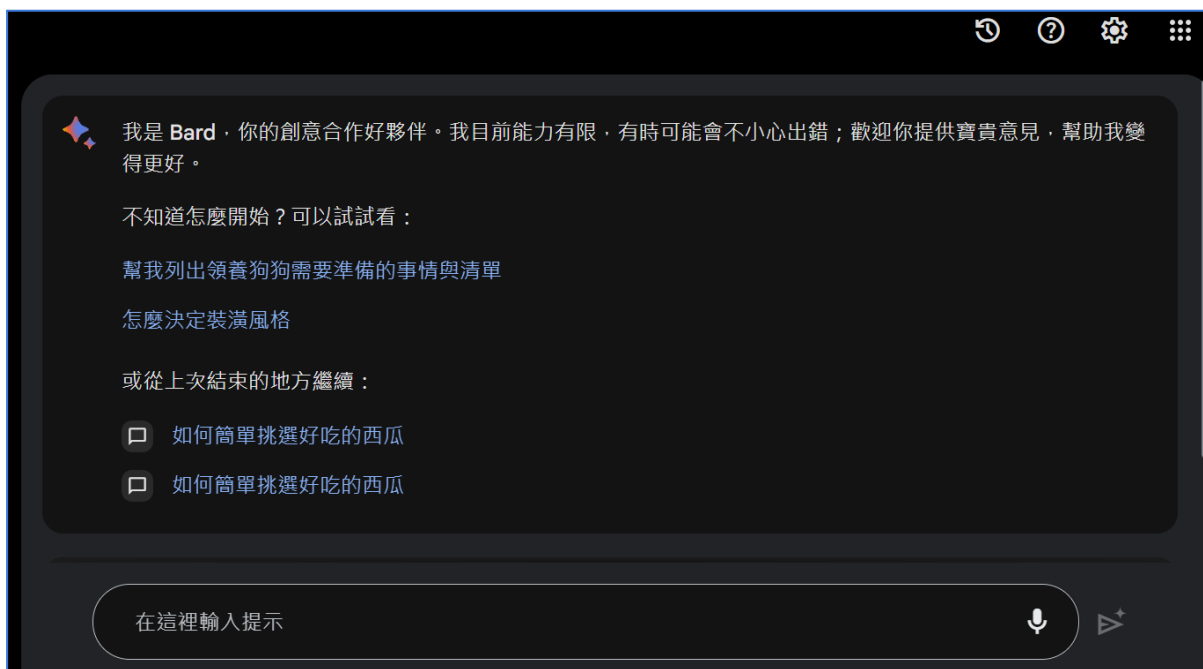 我是 Bard，你的創意合作好夥伴。我目前能力有限，有時可能會不小心出錯；歡迎你提供寶貴意見，幫助我變
得更好。
不知道怎麼開始？可以試試看：
幫我列出領養狗狗需要準備的事情與清單
怎麼決定裝潢風格
或從上次結束的地方繼續：
如何簡單挑選好吃的西瓜
如何簡單挑選好吃的西瓜
在這裡輸入提示